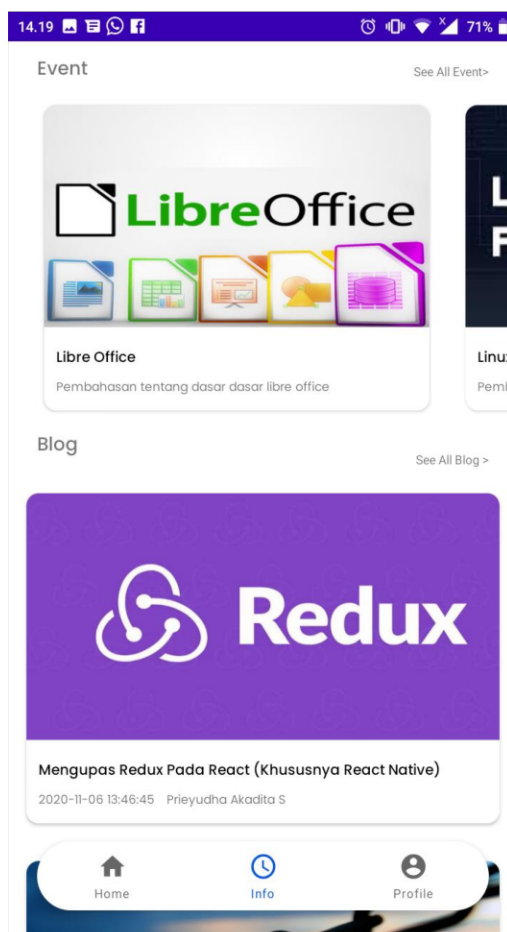 14.19
71%
Event
See All Event>
LibreOffice
Libre Office
Pembahasan tentang dasar dasar libre office
Blog
See All Blog >
Redux
Mengupas Redux Pada React (Khususnya React Native)
2020-11-06 13:46:45 Prieyudha Akadita S
Home
Info
Profile